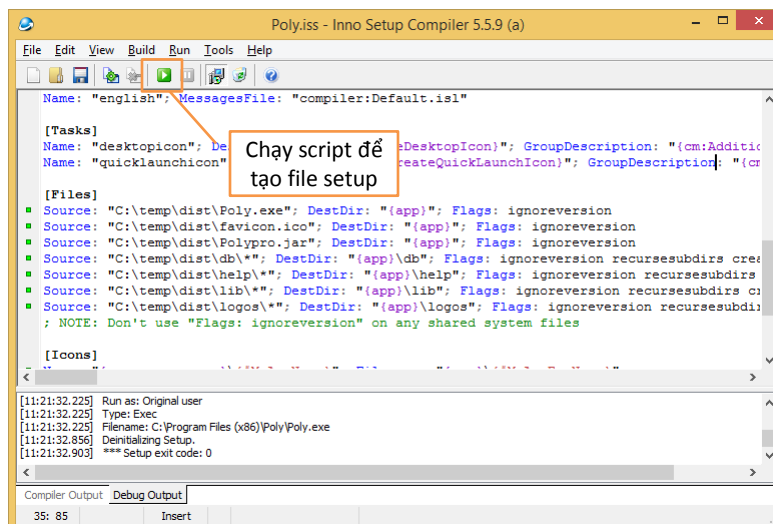 Poly.iss - Inno Setup Compiler 5.5.9 (a)
File Edit View Build Run Tools Help
Name: "english"; MessagesFile: "compiler:Default.isl"
[Tasks]
Name: "desktopicon"; De eDesktopIcon}"; GroupDescription: "{cm:Additic
Name: "quicklaunchicon" reateQuickLaunchIcon}"; GroupDescription: "{cm
Chạy script để
tạo file setup
[Files]
Source: "C:\temp\dist\Poly.exe"; DestDir: "{app}"; Flags: ignoreversion
Source: "C:\temp\dist\favicon.ico"; DestDir: "{app}"; Flags: ignoreversion
Source: "C:\temp\dist\Polypro.jar"; DestDir: "{app}"; Flags: ignoreversion
Source: "C:\temp\dist\db\*"; DestDir: "{app}\db"; Flags: ignoreversion recursesubdirs crea
Source: "C:\temp\dist\help\*"; DestDir: "{app}\help"; Flags: ignoreversion recursesubdirs
Source: "C:\temp\dist\lib\*"; DestDir: "{app}\lib"; Flags: ignoreversion recursesubdirs cr
Source: "C:\temp\dist\logos\*"; DestDir: "{app}\logos"; Flags: ignoreversion recursesubdi
; NOTE: Don't use "Flags: ignoreversion" on any shared system files
[Icons]
[11:21:32.225] Run as: Original user
[11:21:32.225] Type: Exec
[11:21:32.225] Filename: C:\Program Files (x86)\Poly\Poly.exe
[11:21:32.856] Deinitializing Setup.
[11:21:32.903] *** Setup exit code: 0
Compiler Output Debug Output
35: 85 Insert